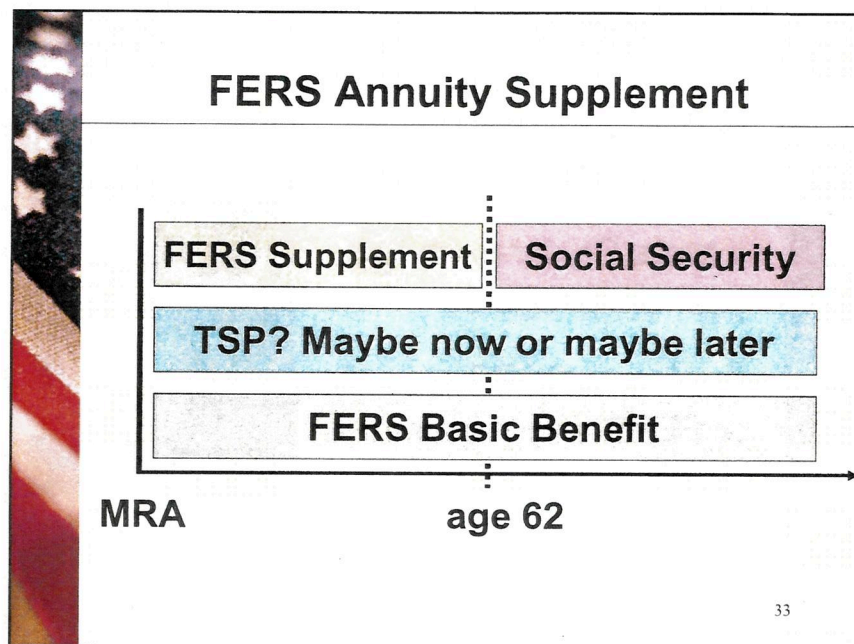 FERS Annuity Supplement
FERS Supplement
Social Security
TSP? Maybe now or maybe later
FERS Basic Benefit
MRA
age 62
33